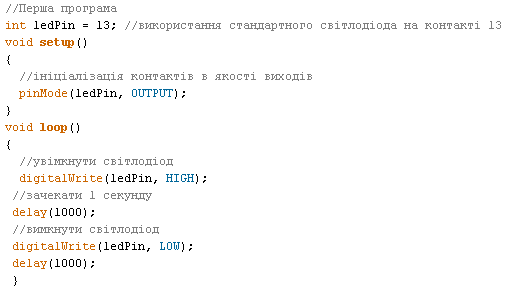 //Перша програма
int ledPin = 13; //використання стандартного світлодіода на контакті 13
void setup()
{
  //ініціалізація контактів в якості виходів
  pinMode(ledPin, OUTPUT);
}
void loop()
{
  //увімкнути світлодіод
  digitalWrite(ledPin, HIGH);
 //зачекати 1 секунду
 delay(1000);
 //вимкнути світлодіод
 digitalWrite(ledPin, LOW);
 delay(1000);
 }